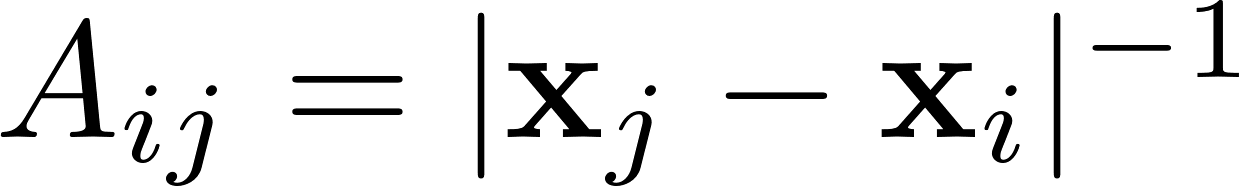 A_{ij} = |\mathbf{x}_j - \mathbf{x}_i|^{-1}